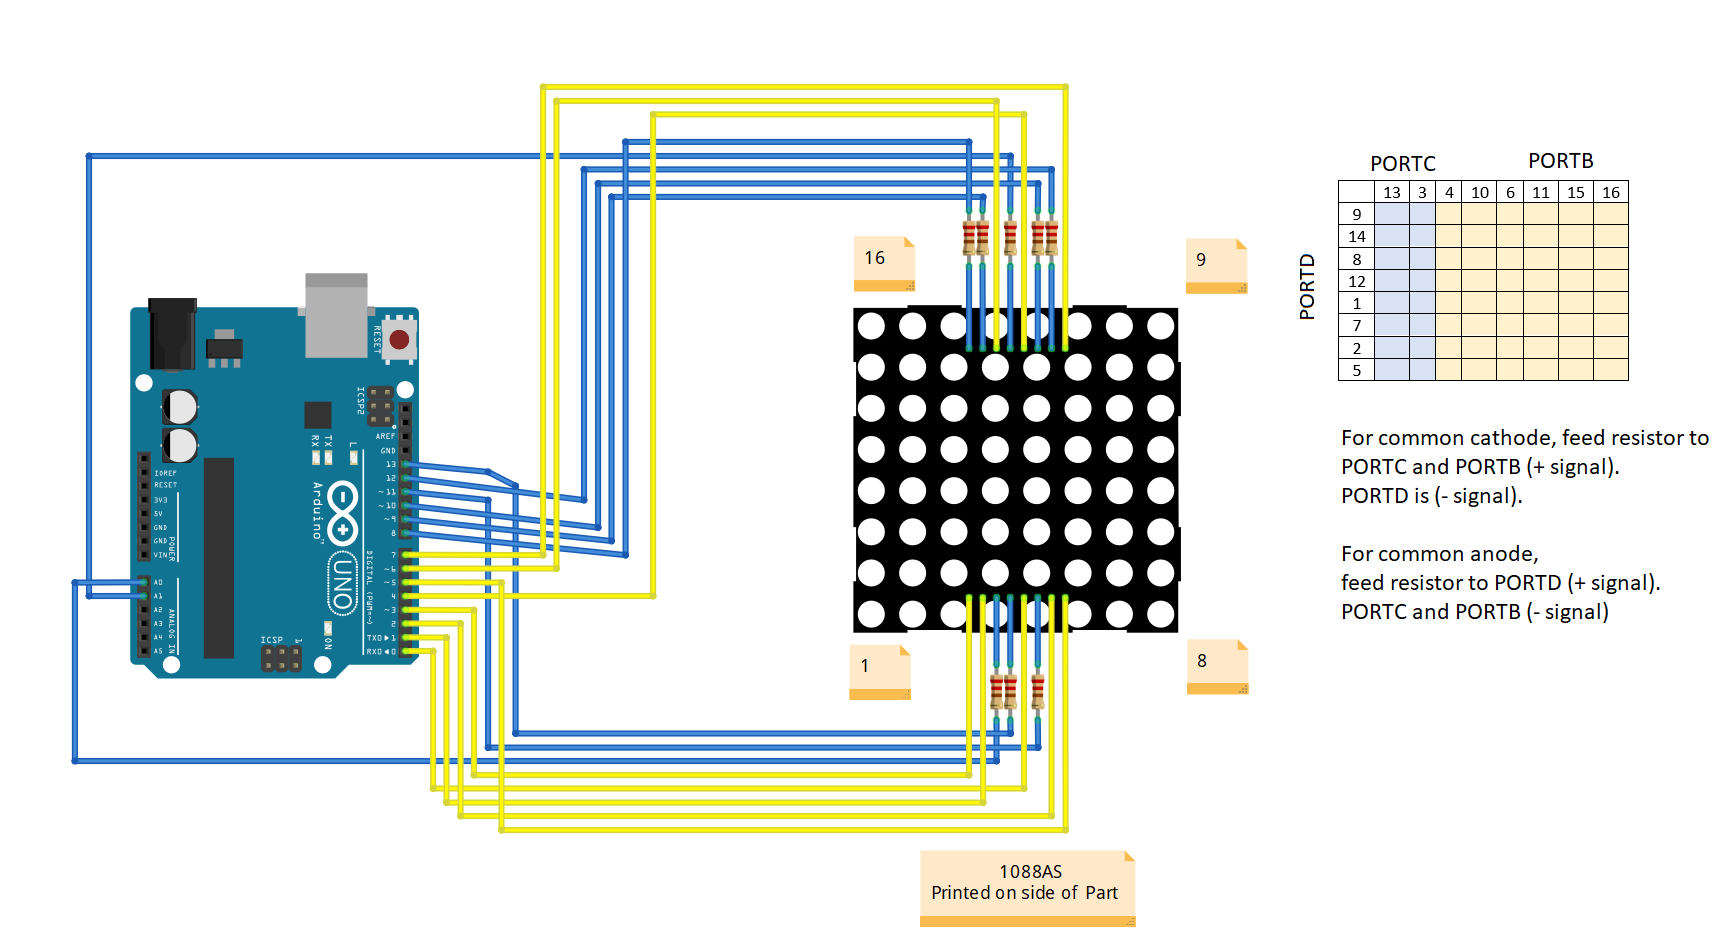 PORTC
PORTB
13 3 4 10 6 11 15 16
9
14
8
12
1
7
2
5
PORTD
16
9
1
8
RESET
ICSP2
AREF
GND
13
12
~11
~10
~9
8
7
~6
~5
4
~3
2
TXD▶1
RXD◀0
DIGITAL (PWM=~)
L
TX
RX
Arduino™
UNO
ON
ICSP
1
IOREF
RESET
3V3
5V
GND
GND
VIN
POWER
A0
A1
A2
A3
A4
A5
ANALOG IN
For common cathode, feed resistor to
PORTC and PORTB (+ signal).
PORTD is (- signal).
For common anode,
feed resistor to PORTD (+ signal).
PORTC and PORTB (- signal)
1088AS
Printed on side of Part